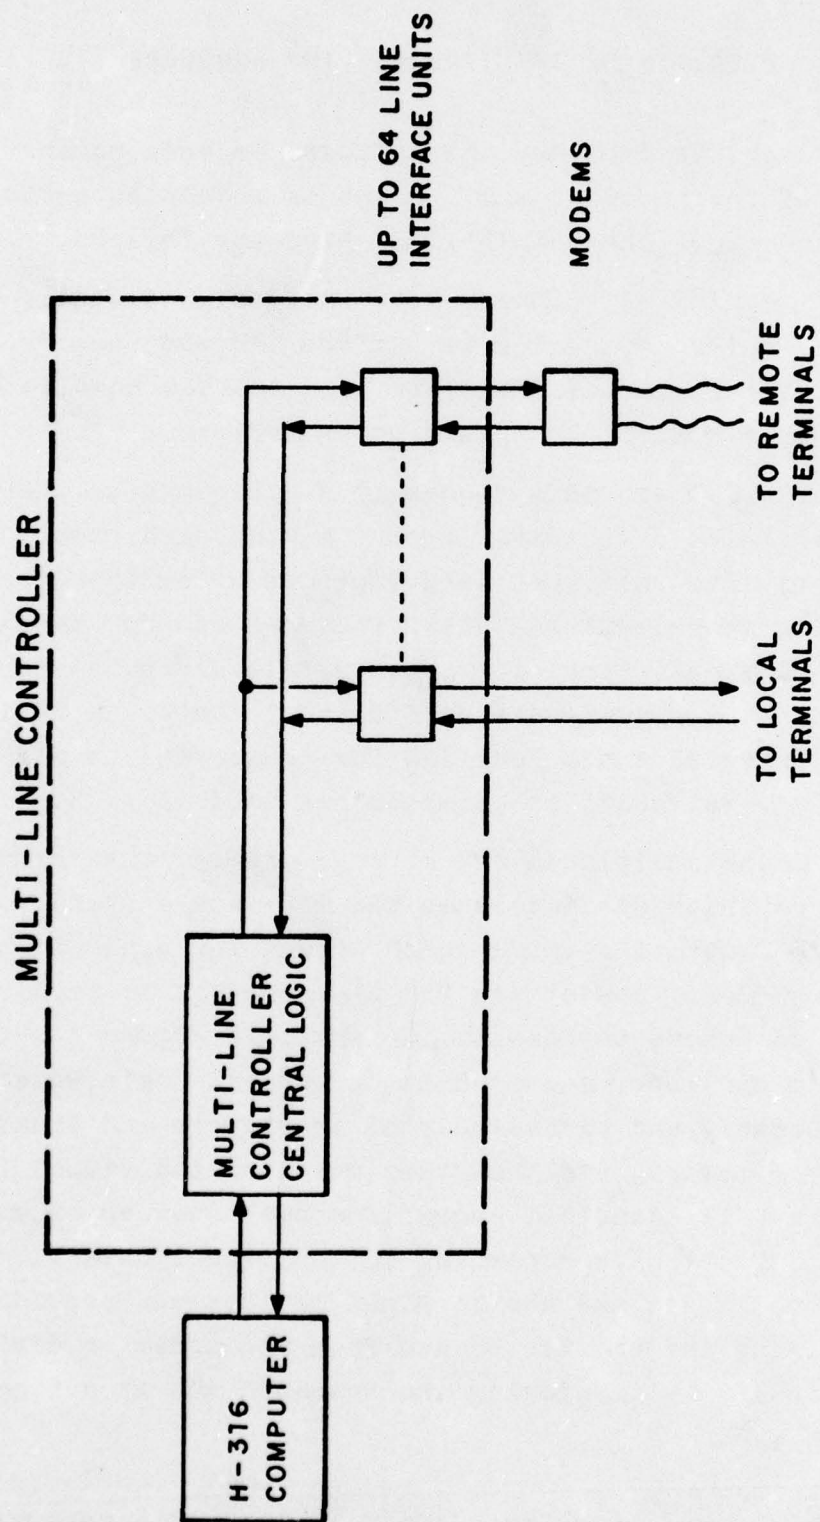 MULTI-LINE CONTROLLER
H-316
COMPUTER
MULTI-LINE
CONTROLLER
CENTRAL LOGIC
UP TO 64 LINE
INTERFACE UNITS
MODEMS
TO LOCAL
TERMINALS
TO REMOTE
TERMINALS